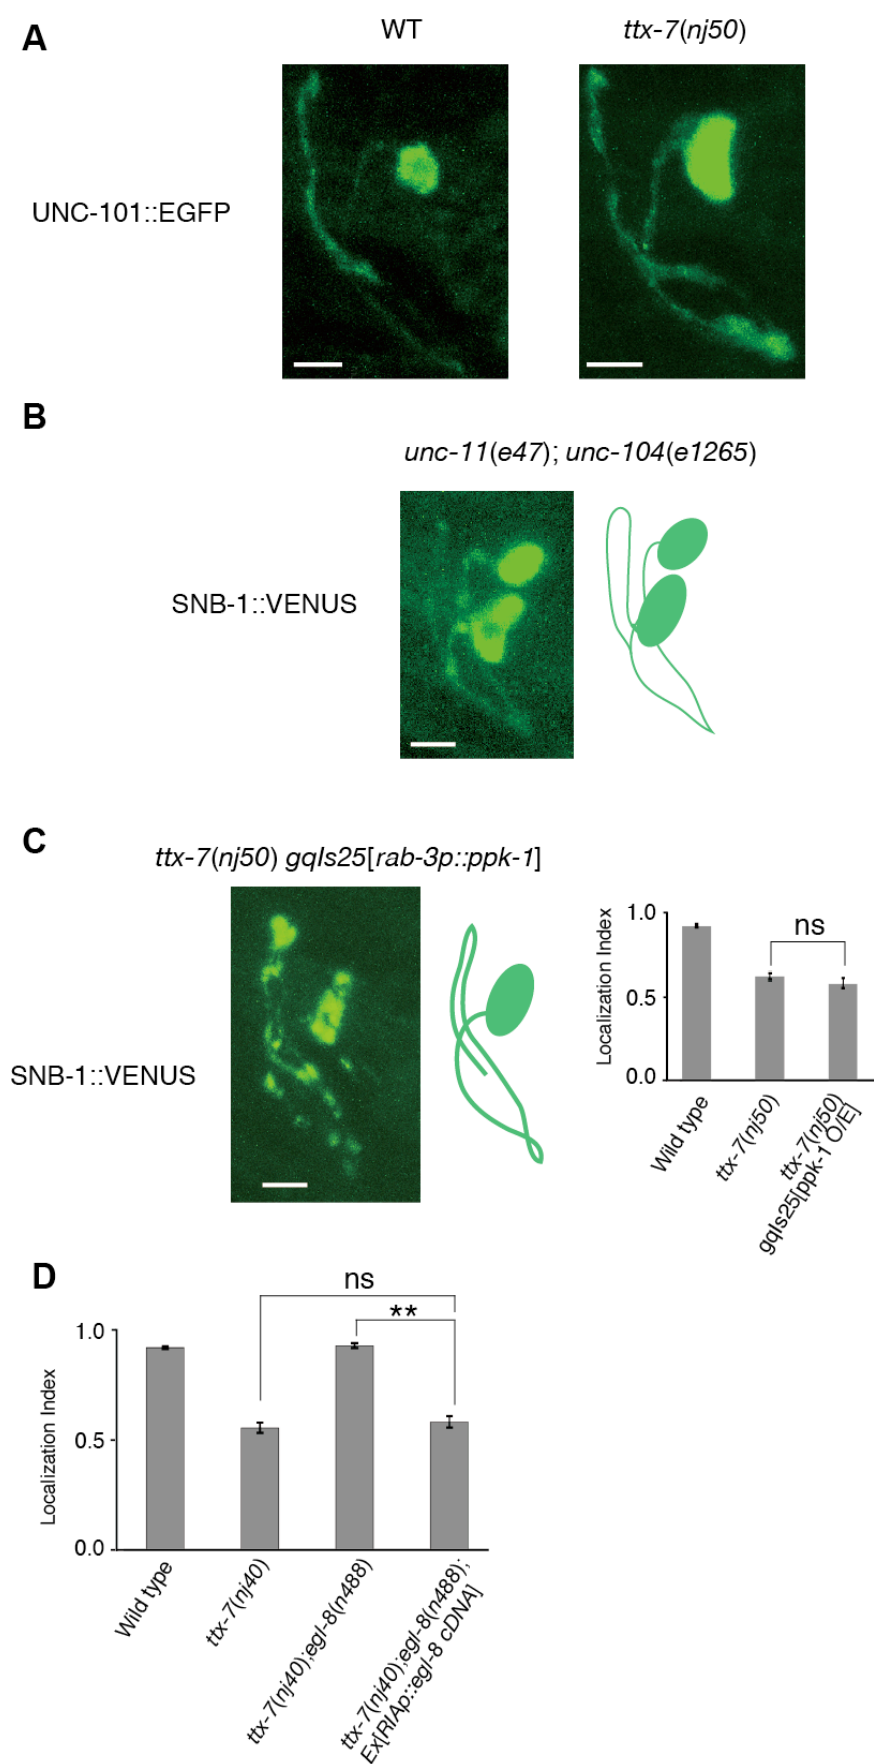 A
WT
ttx-7(nj50)
UNC-101::EGFP
B
unc-11(e47); unc-104(e1265)
SNB-1::VENUS
C
ttx-7(nj50) gqIs25[rab-3p::ppk-1]
SNB-1::VENUS
Localization Index
1.0
0.5
0.0
ns
Wild type
ttx-7(nj50)
ttx-7(nj50)
gqIs25[ppk-1 O/E]
D
Localization Index
1.0
0.5
0.0
ns
**
Wild type
ttx-7(nj40)
ttx-7(nj40);egl-8(n488)
ttx-7(nj40);egl-8(n488);
Ex[RIAp::egl-8 cDNA]